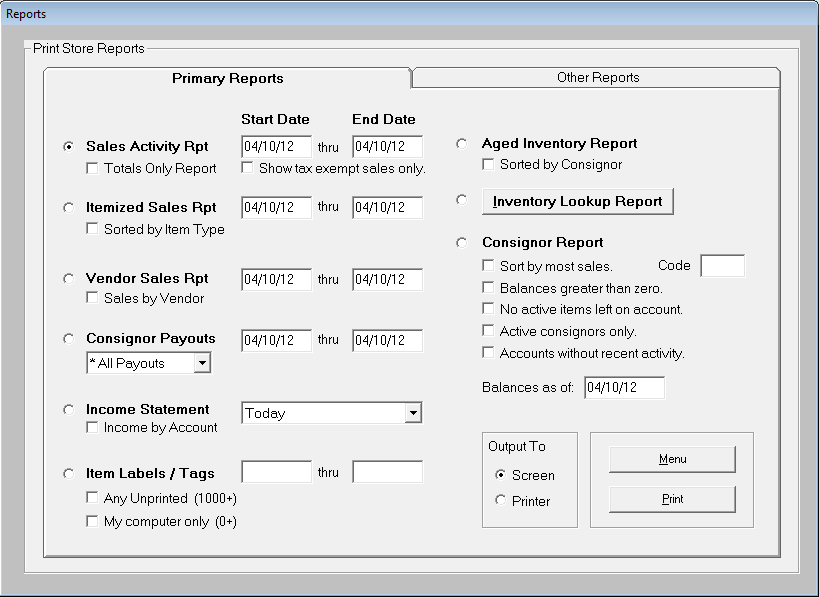 Reports
Print Store Reports
Primary Reports
Other Reports
Start Date End Date
Sales Activity Rpt 04/10/12 thru 04/10/12
Totals Only Report Show tax exempt sales only.
Itemized Sales Rpt 04/10/12 thru 04/10/12
Sorted by Item Type
Vendor Sales Rpt 04/10/12 thru 04/10/12
Sales by Vendor
Consignor Payouts 04/10/12 thru 04/10/12
* All Payouts
Income Statement Today
Income by Account
Item Labels / Tags thru
Any Unprinted (1000+)
My computer only (0+)
Aged Inventory Report
Sorted by Consignor
Inventory Lookup Report
Consignor Report
Sort by most sales. Code
Balances greater than zero.
No active items left on account.
Active consignors only.
Accounts without recent activity.
Balances as of: 04/10/12
Output To
Screen
Printer
Menu
Print